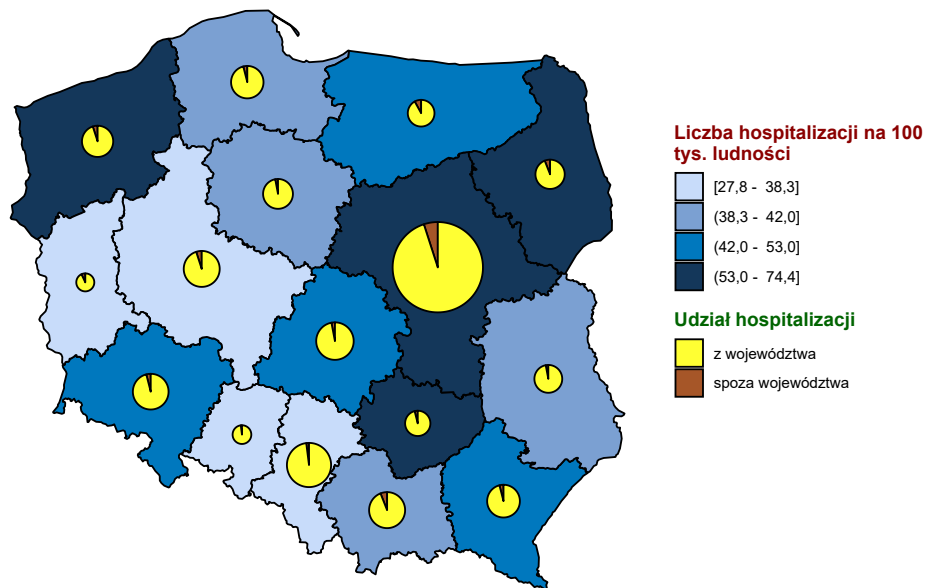 Liczba hospitalizacji na 100
tys. ludności
[27,8 - 38,3]
(38,3 - 42,0]
(42,0 - 53,0]
(53,0 - 74,4]
Udział hospitalizacji
z województwa
spoza województwa